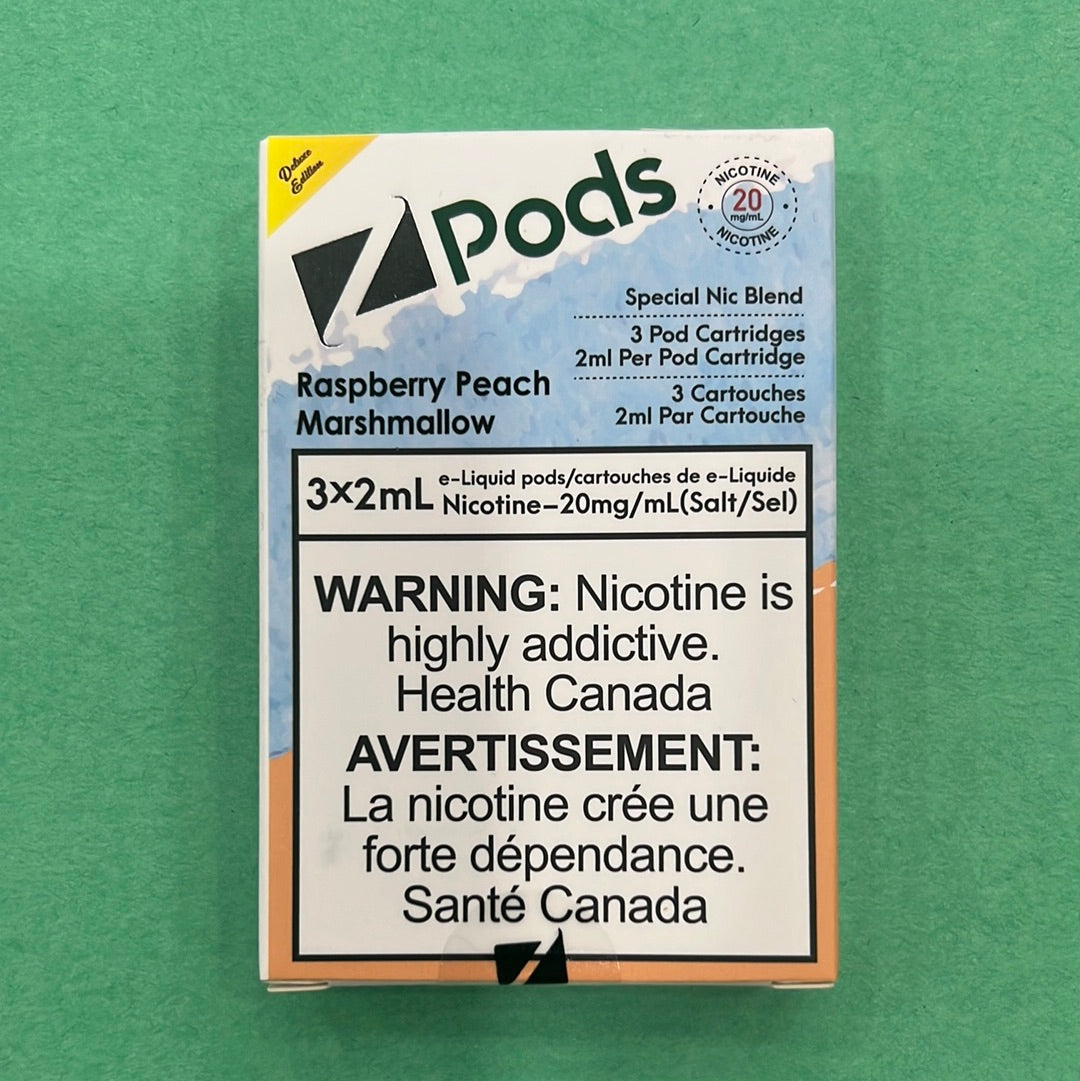 Deluxe
Edition
Z Pods
NICOTINE
20
mg/mL
NICOTINE
Special Nic Blend
3 Pod Cartridges
2ml Per Pod Cartridge
3 Cartouches
2ml Par Cartouche
Raspberry Peach
Marshmallow
3x2mL e-Liquid pods/cartouches de e-Liquide
Nicotine-20mg/mL(Salt/Sel)
WARNING: Nicotine is
highly addictive.
Health Canada
AVERTISSEMENT:
La nicotine crée une
forte dépendance.
Santé Canada